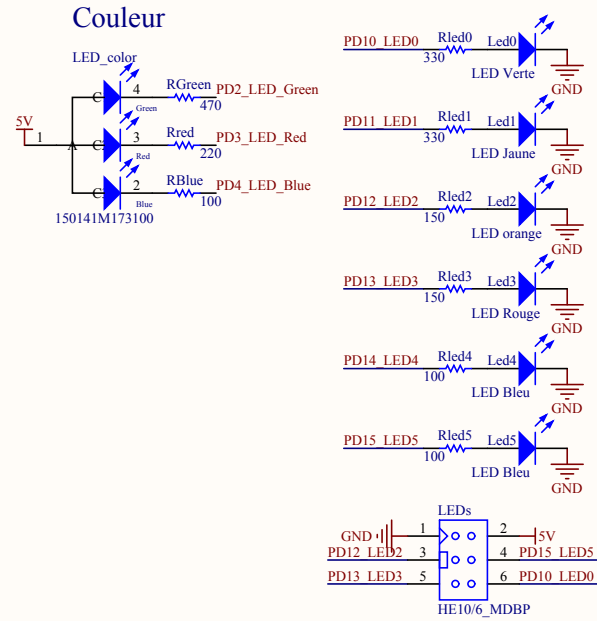 Couleur
LED_color
5V
1
A
C
4
Green
RGreen
470
PD2_LED_Green
C
3
Red
Rred
220
PD3_LED_Red
C
2
Blue
RBlue
100
PD4_LED_Blue
150141M173100
PD10_LED0
Rled0
330
Led0
LED Verte
GND
PD11_LED1
Rled1
330
Led1
LED Jaune
GND
PD12_LED2
Rled2
150
Led2
LED orange
GND
PD13_LED3
Rled3
150
Led3
LED Rouge
GND
PD14_LED4
Rled4
100
Led4
LED Bleu
GND
PD15_LED5
Rled5
100
Led5
LED Bleu
GND
LEDs
GND 1 2 5V
PD12_LED2 3 4 PD15_LED5
PD13_LED3 5 6 PD10_LED0
HE10/6_MDBP